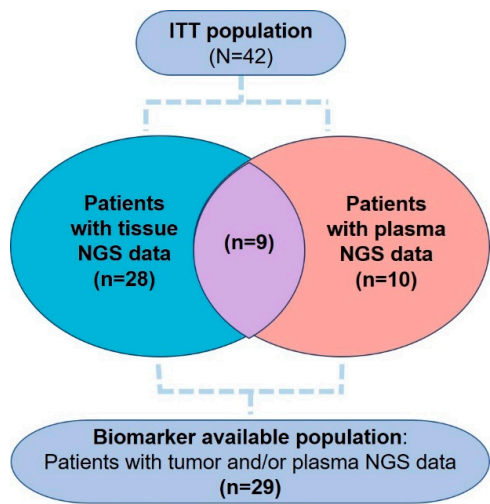 ITT population
(N=42)
Patients
with tissue
NGS data
(n=28)
(n=9)
Patients
with plasma
NGS data
(n=10)
Biomarker available population:
Patients with tumor and/or plasma NGS data
(n=29)